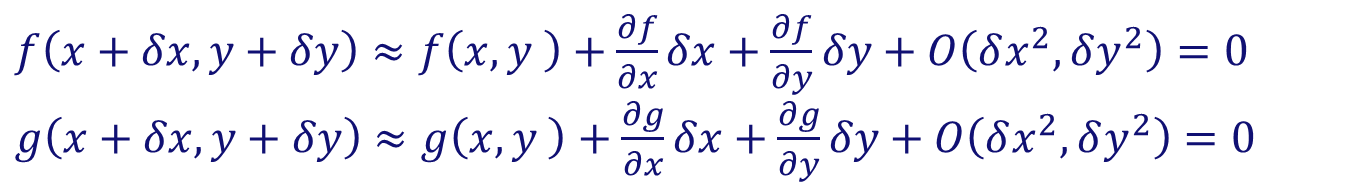 f(x + δx, y + δy) ≈ f(x, y ) + ∂f/∂x δx + ∂f/∂y δy + O(δx², δy²) = 0
g(x + δx, y + δy) ≈ g(x, y ) + ∂g/∂x δx + ∂g/∂y δy + O(δx², δy²) = 0